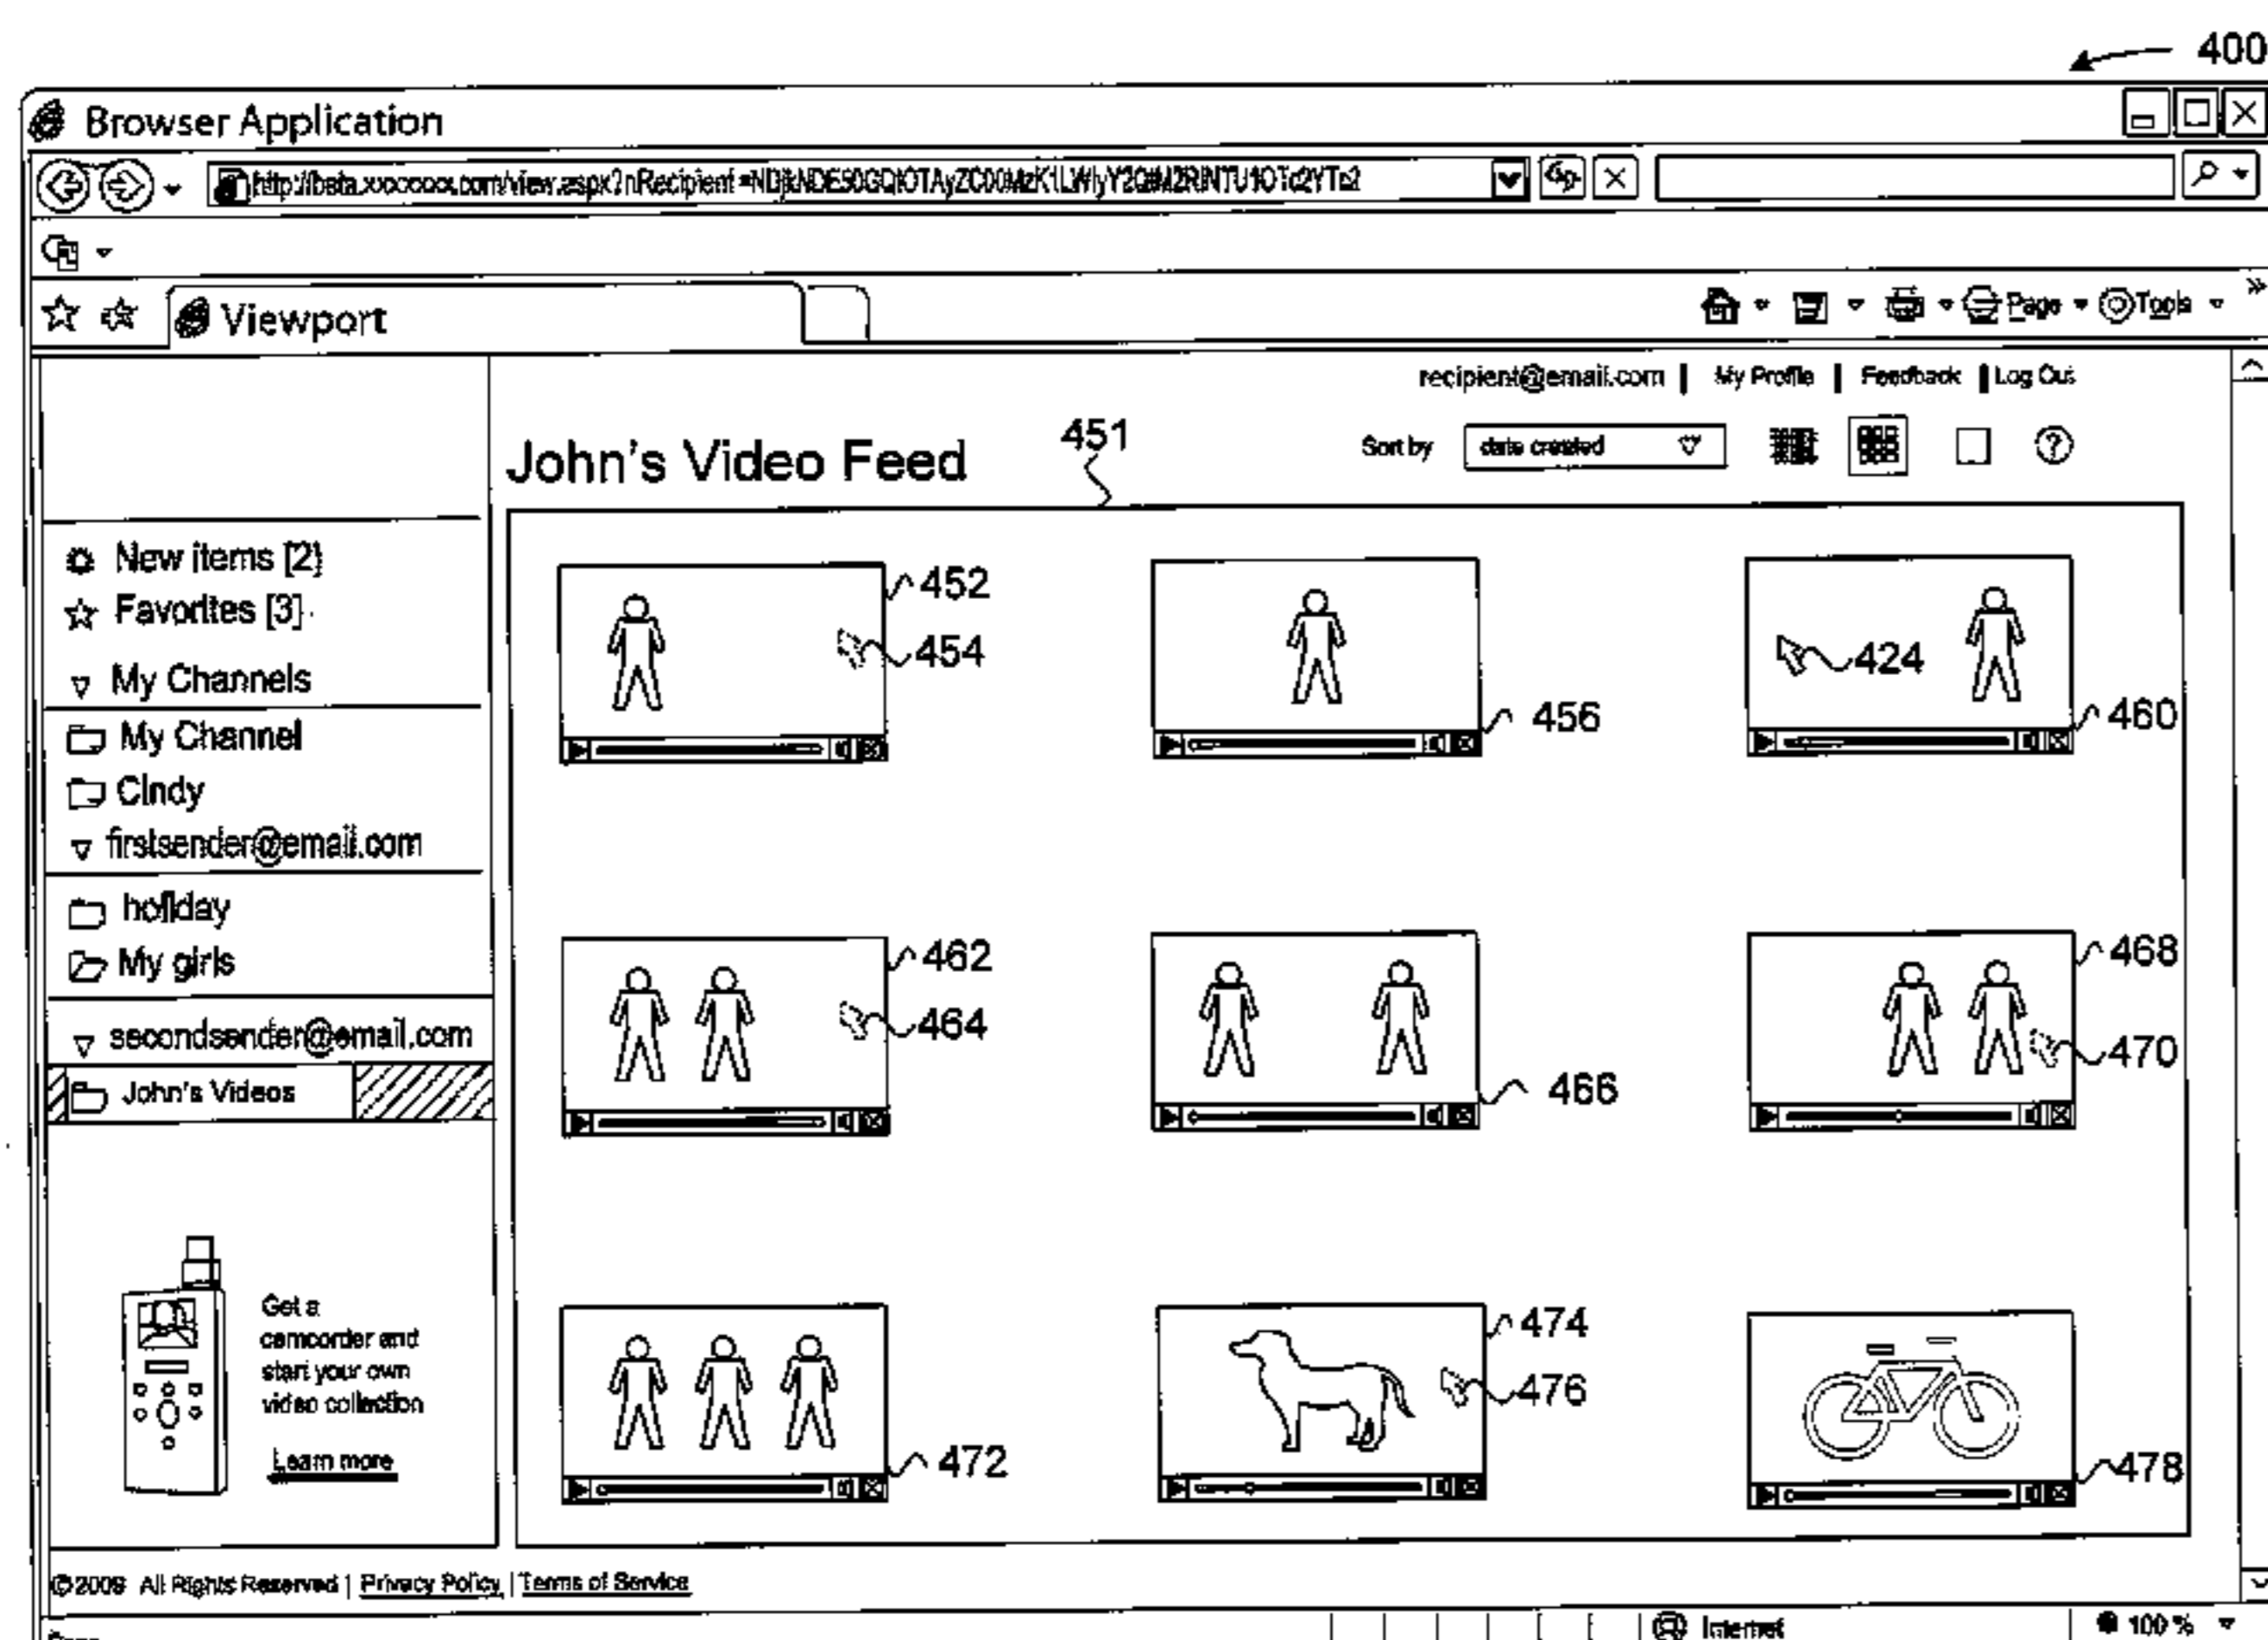 400
Browser Application
Viewport
Page
Tools
recipient@email.com | My Profile | Feedback | Log Out
John's Video Feed
451
Sort by
date created
New items [2]
Favorites [3]
My Channels
My Channel
Cindy
firstsender@email.com
holiday
My girls
secondsender@email.com
John's Videos
452
454
456
424
460
462
464
466
468
470
472
474
476
478
Get a
camcorder and
start your own
video collection
Learn more
©2009 All Rights Reserved | Privacy Policy | Terms of Service
Internet
100 %